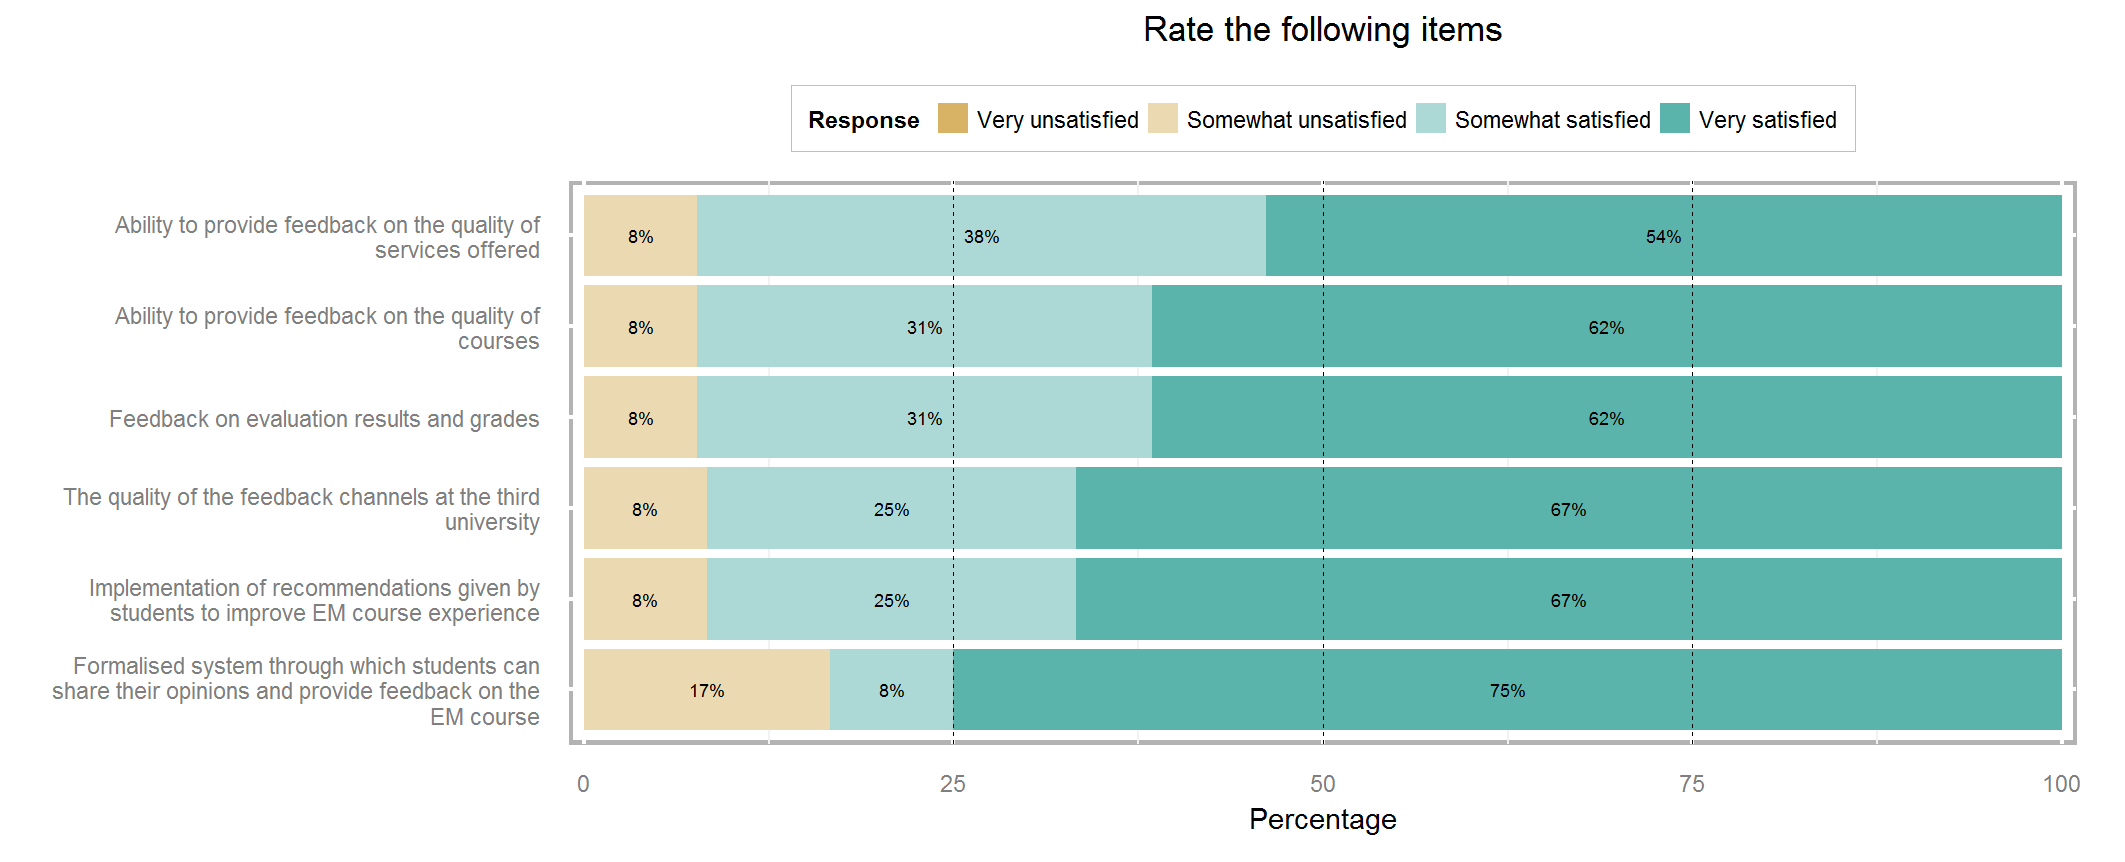 Rate the following items
Response Very unsatisfied Somewhat unsatisfied Somewhat satisfied Very satisfied
Ability to provide feedback on the quality of
services offered
8% 38% 54%
Ability to provide feedback on the quality of
courses
8% 31% 62%
Feedback on evaluation results and grades
8% 31% 62%
The quality of the feedback channels at the third
university
8% 25% 67%
Implementation of recommendations given by
students to improve EM course experience
8% 25% 67%
Formalised system through which students can
share their opinions and provide feedback on the
EM course
17% 8% 75%
0 25 50 75 100
Percentage